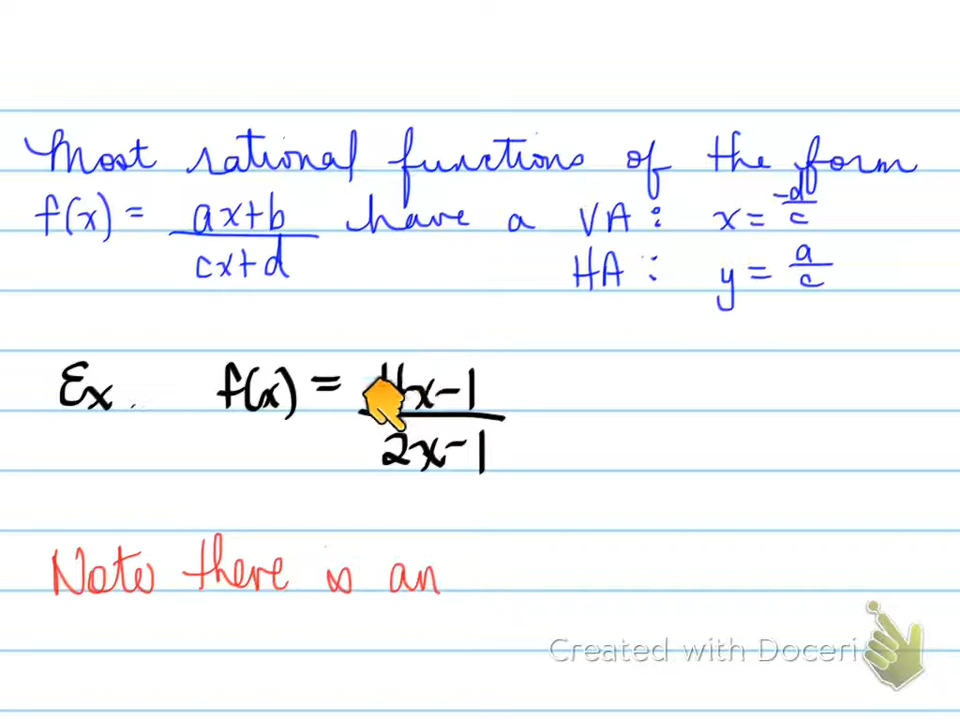 Most rational functions of the form
f(x) = ax+b / cx+d have a VA: x = -d/c
HA: y = a/c
Ex. f(x) = 4x-1 / 2x-1
Note there is an
Created with Doceri